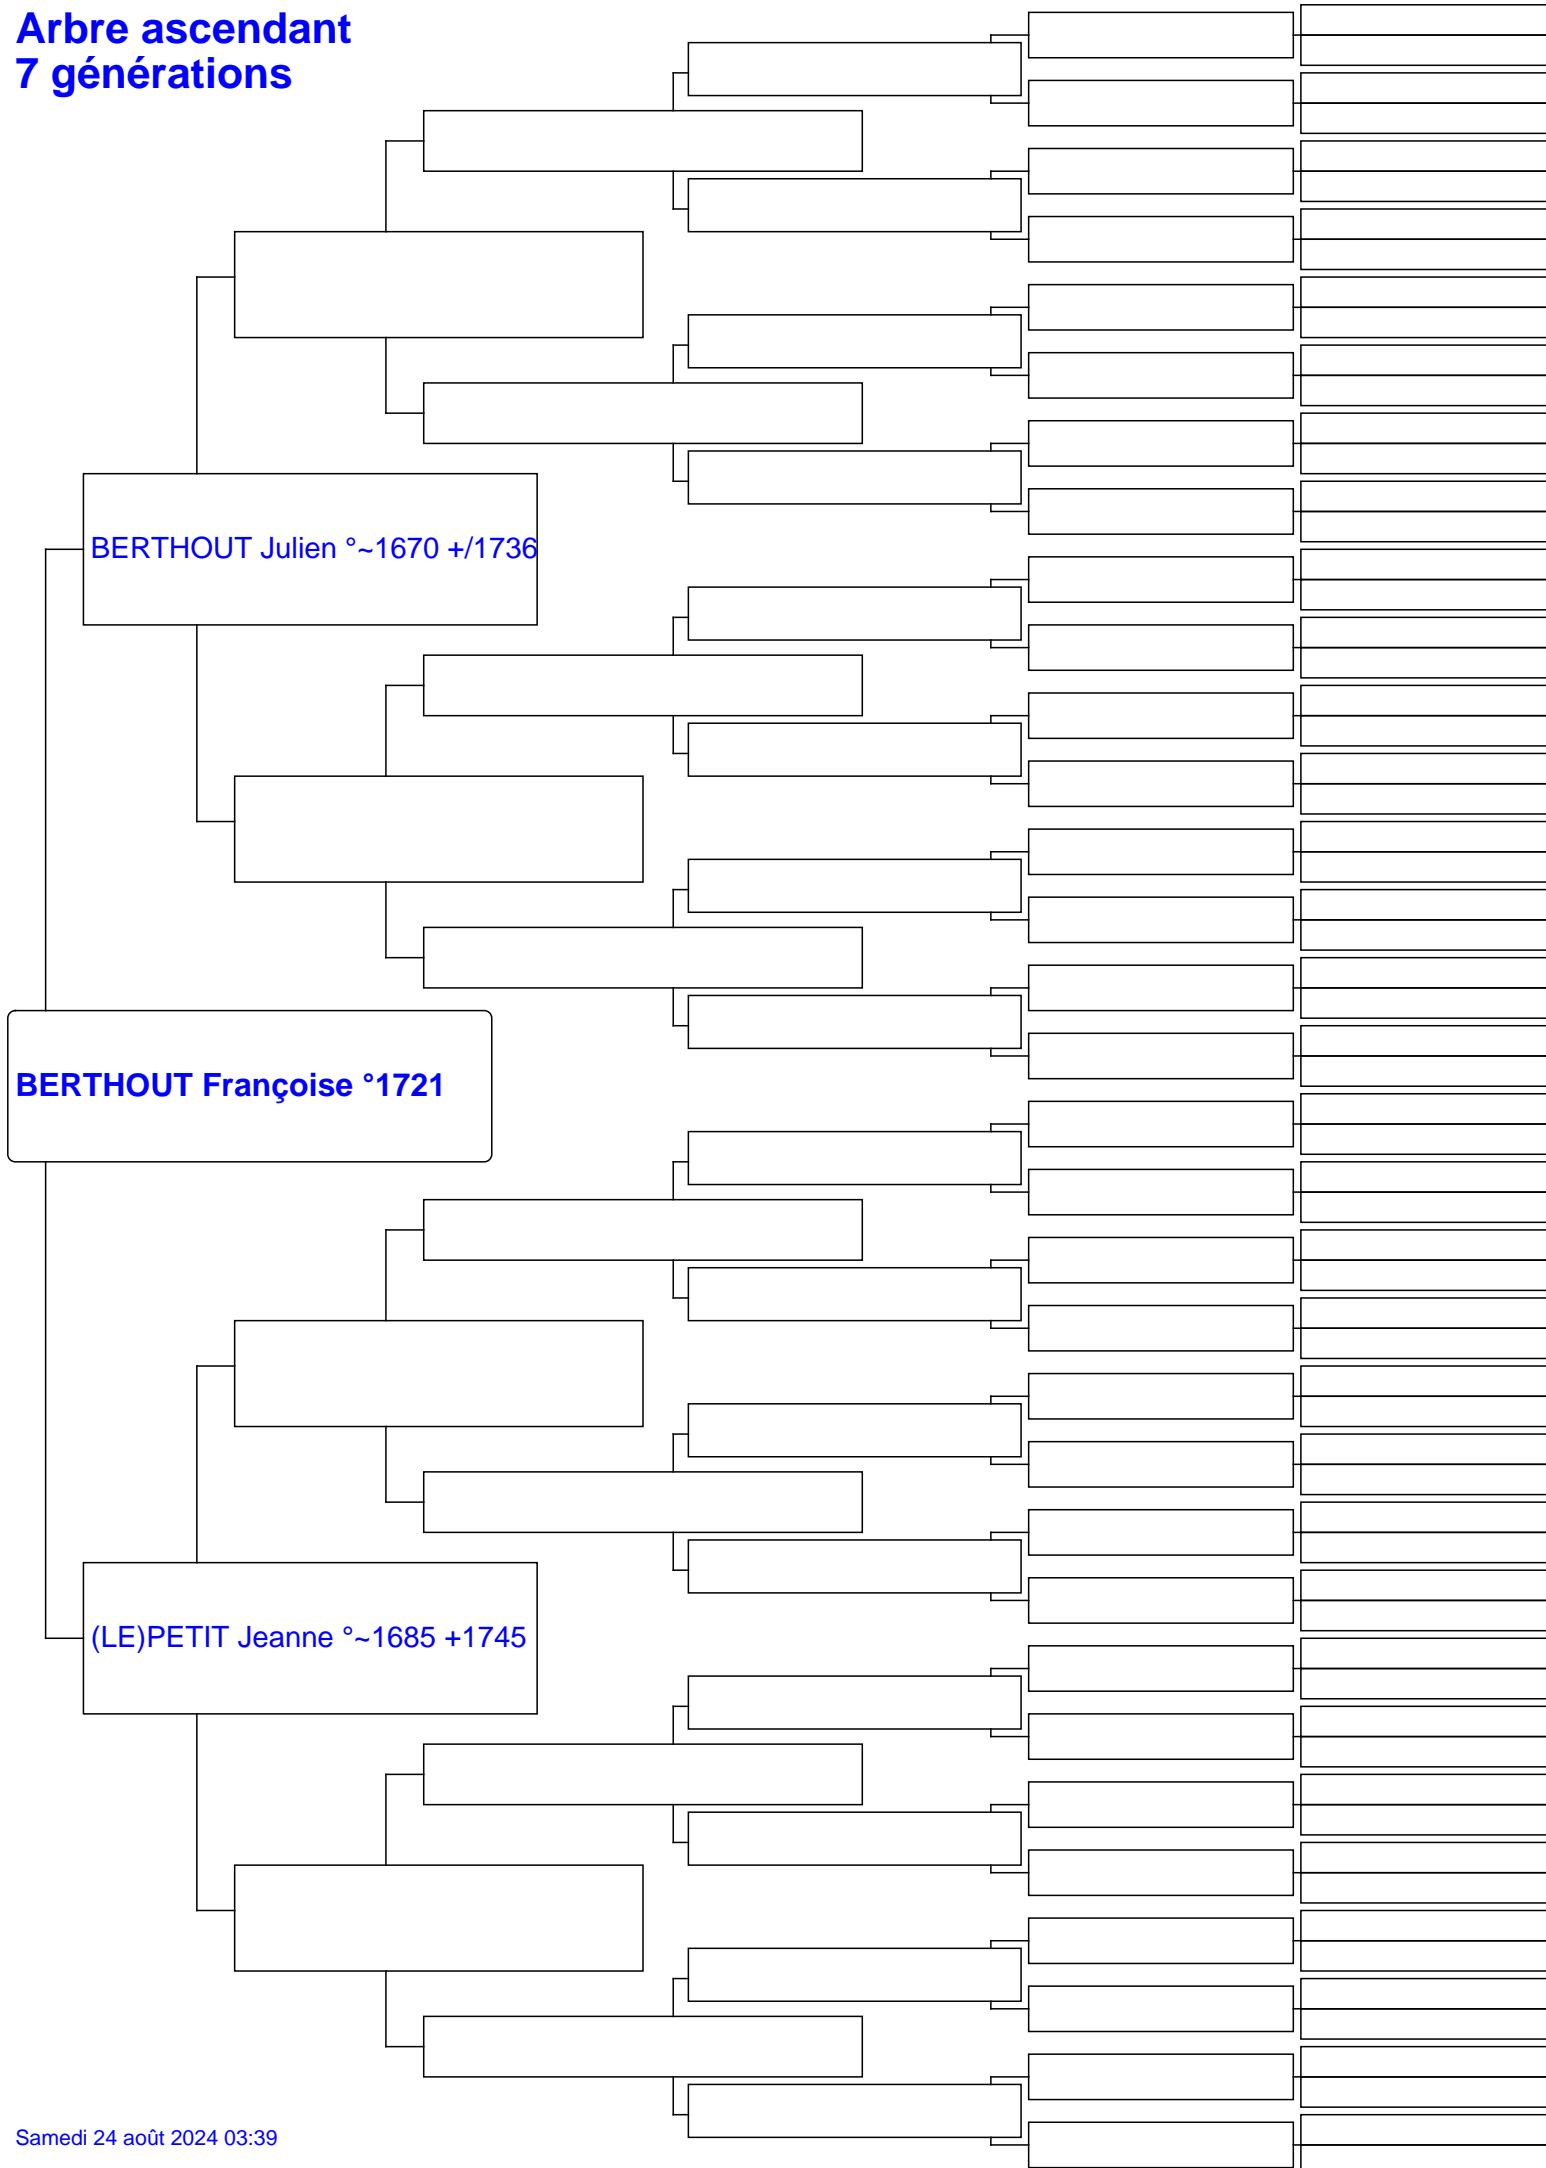 Arbre ascendant
7 générations
BERTHOUT Julien °~1670 +/1736
BERTHOUT Françoise °1721
(LE)PETIT Jeanne °~1685 +1745
Samedi 24 août 2024 03:39